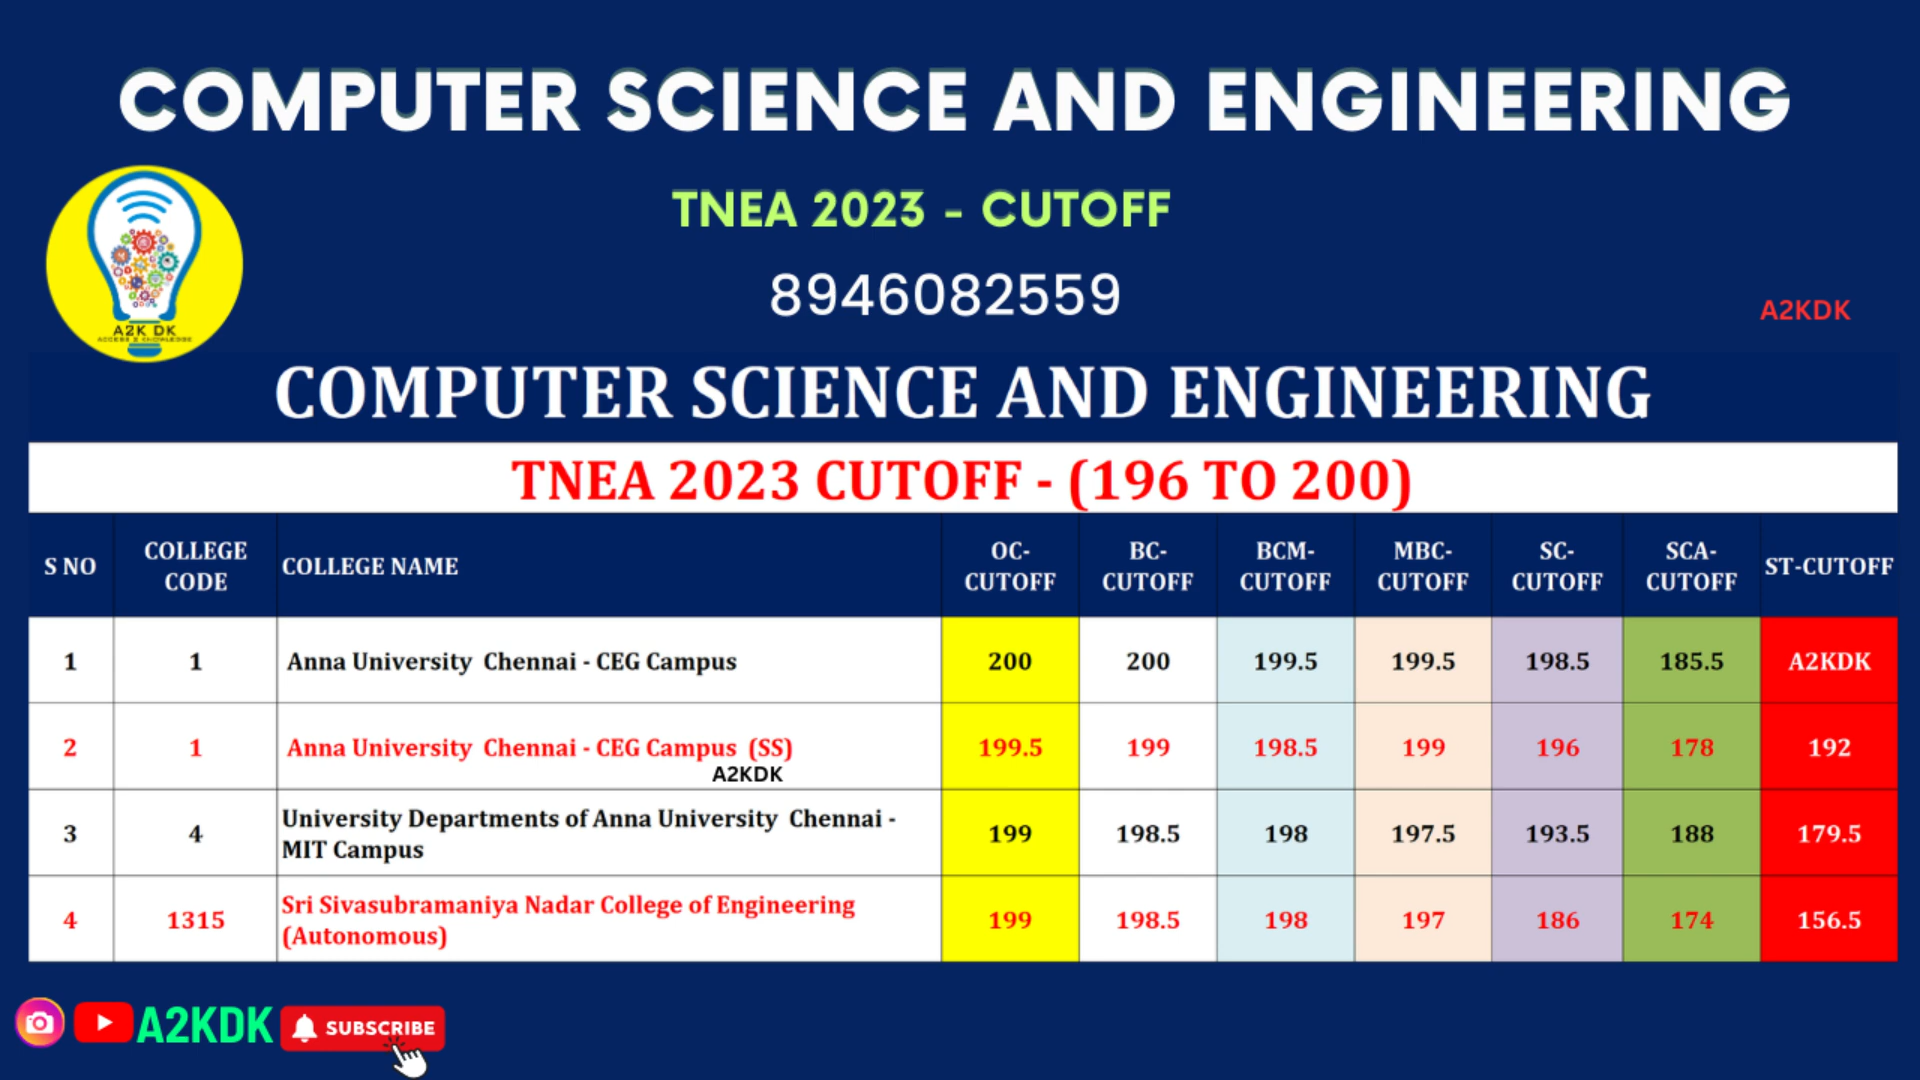 COMPUTER SCIENCE AND ENGINEERING
TNEA 2023 - CUTOFF
8946082559
A2K DK
ACCESS 2 KNOWLEDGE
A2KDK
COMPUTER SCIENCE AND ENGINEERING
TNEA 2023 CUTOFF - (196 TO 200)
S NO COLLEGE CODE COLLEGE NAME OC-CUTOFF BC-CUTOFF BCM-CUTOFF MBC-CUTOFF SC-CUTOFF SCA-CUTOFF ST-CUTOFF
1 1 Anna University Chennai - CEG Campus 200 200 199.5 199.5 198.5 185.5 A2KDK
2 1 Anna University Chennai - CEG Campus (SS) 199.5 199 198.5 199 196 178 192
A2KDK
3 4 University Departments of Anna University Chennai - MIT Campus 199 198.5 198 197.5 193.5 188 179.5
4 1315 Sri Sivasubramaniya Nadar College of Engineering (Autonomous) 199 198.5 198 197 186 174 156.5
A2KDK
SUBSCRIBE